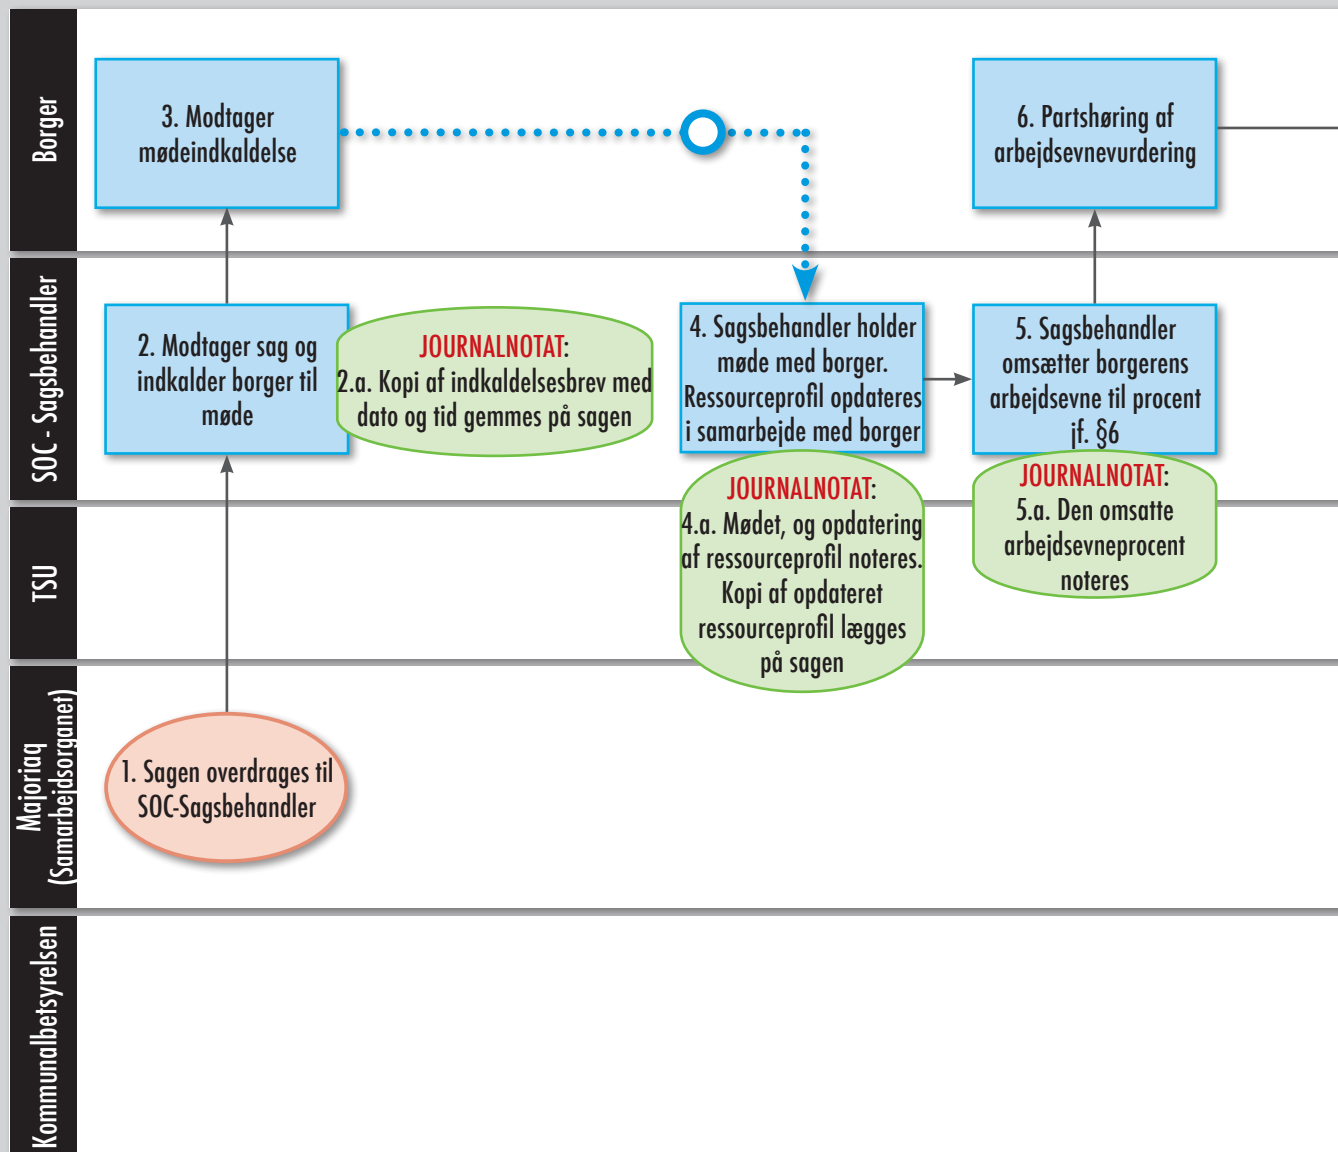 Borger
3. Modtager
mødeindkaldelse
6. Partshøring af
arbejdsevnevurdering
SOC - Sagsbehandler
2. Modtager sag og
indkalder borger til
møde
JOURNALNOTAT:
2.a. Kopi af indkaldelsesbrev med
dato og tid gemmes på sagen
4. Sagsbehandler holder
møde med borger.
Ressourceprofil opdateres
i samarbejde med borger
5. Sagsbehandler
omsætter borgerens
arbejdsevne til procent
jf. §6
TSU
JOURNALNOTAT:
4.a. Mødet, og opdatering
af ressourceprofil noteres.
Kopi af opdateret
ressourceprofil lægges
på sagen
JOURNALNOTAT:
5.a. Den omsatte
arbejdsevneprocent
noteres
Majoriaq
(Samarbejdsorganet)
1. Sagen overdrages til
SOC-Sagsbehandler
Kommunalbetsyrelsen